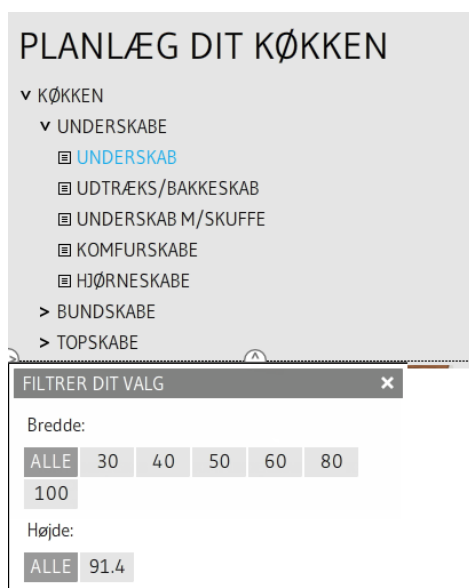 PLANLÆG DIT KØKKEN
KØKKEN
UNDERSKABE
UNDERSKAB
UDTRÆKS/BAKKESKAB
UNDERSKAB M/SKUFFE
KOMFURSKABE
HJØRNESKABE
> BUNDSKABE
> TOPSKABE
FILTRER DIT VALG
Bredde:
ALLE 30 40 50 60 80
100
Højde:
ALLE 91.4